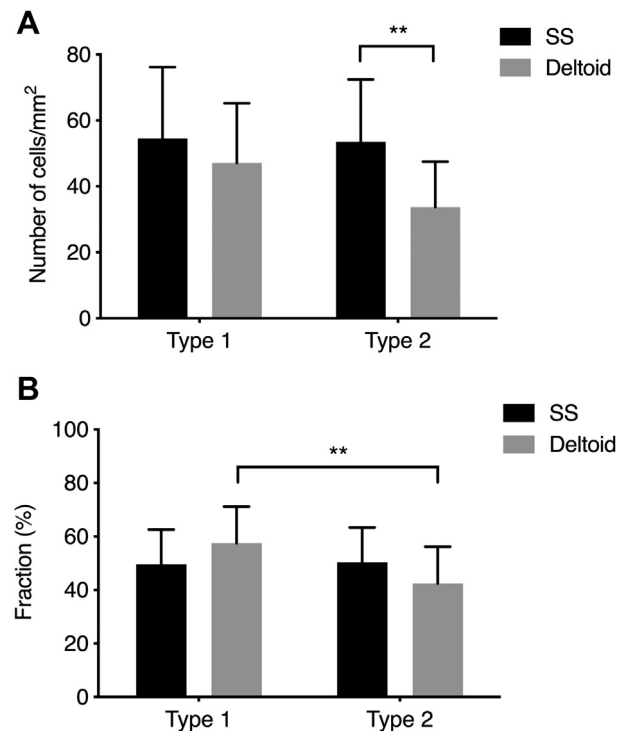 A
SS
Deltoid
**
Number of cells/mm²
80
60
40
20
0
Type 1 Type 2
B
SS
Deltoid
**
Fraction (%)
100
80
60
40
20
0
Type 1 Type 2